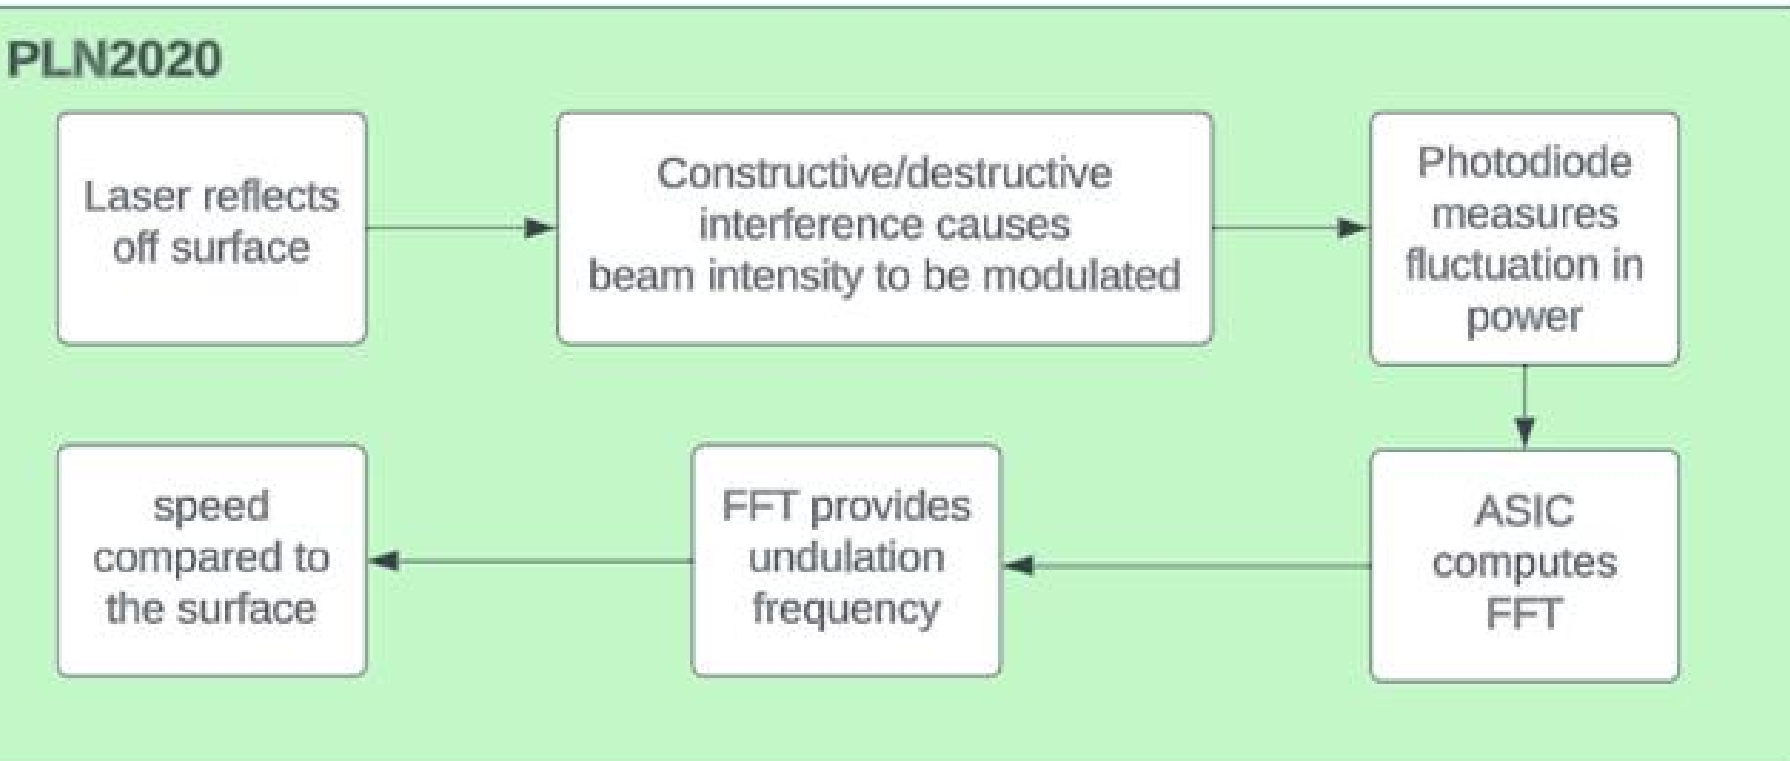 PLN2020
Laser reflects
off surface
Constructive/destructive
interference causes
beam intensity to be modulated
Photodiode
measures
fluctuation in
power
ASIC
computes
FFT
FFT provides
undulation
frequency
speed
compared to
the surface